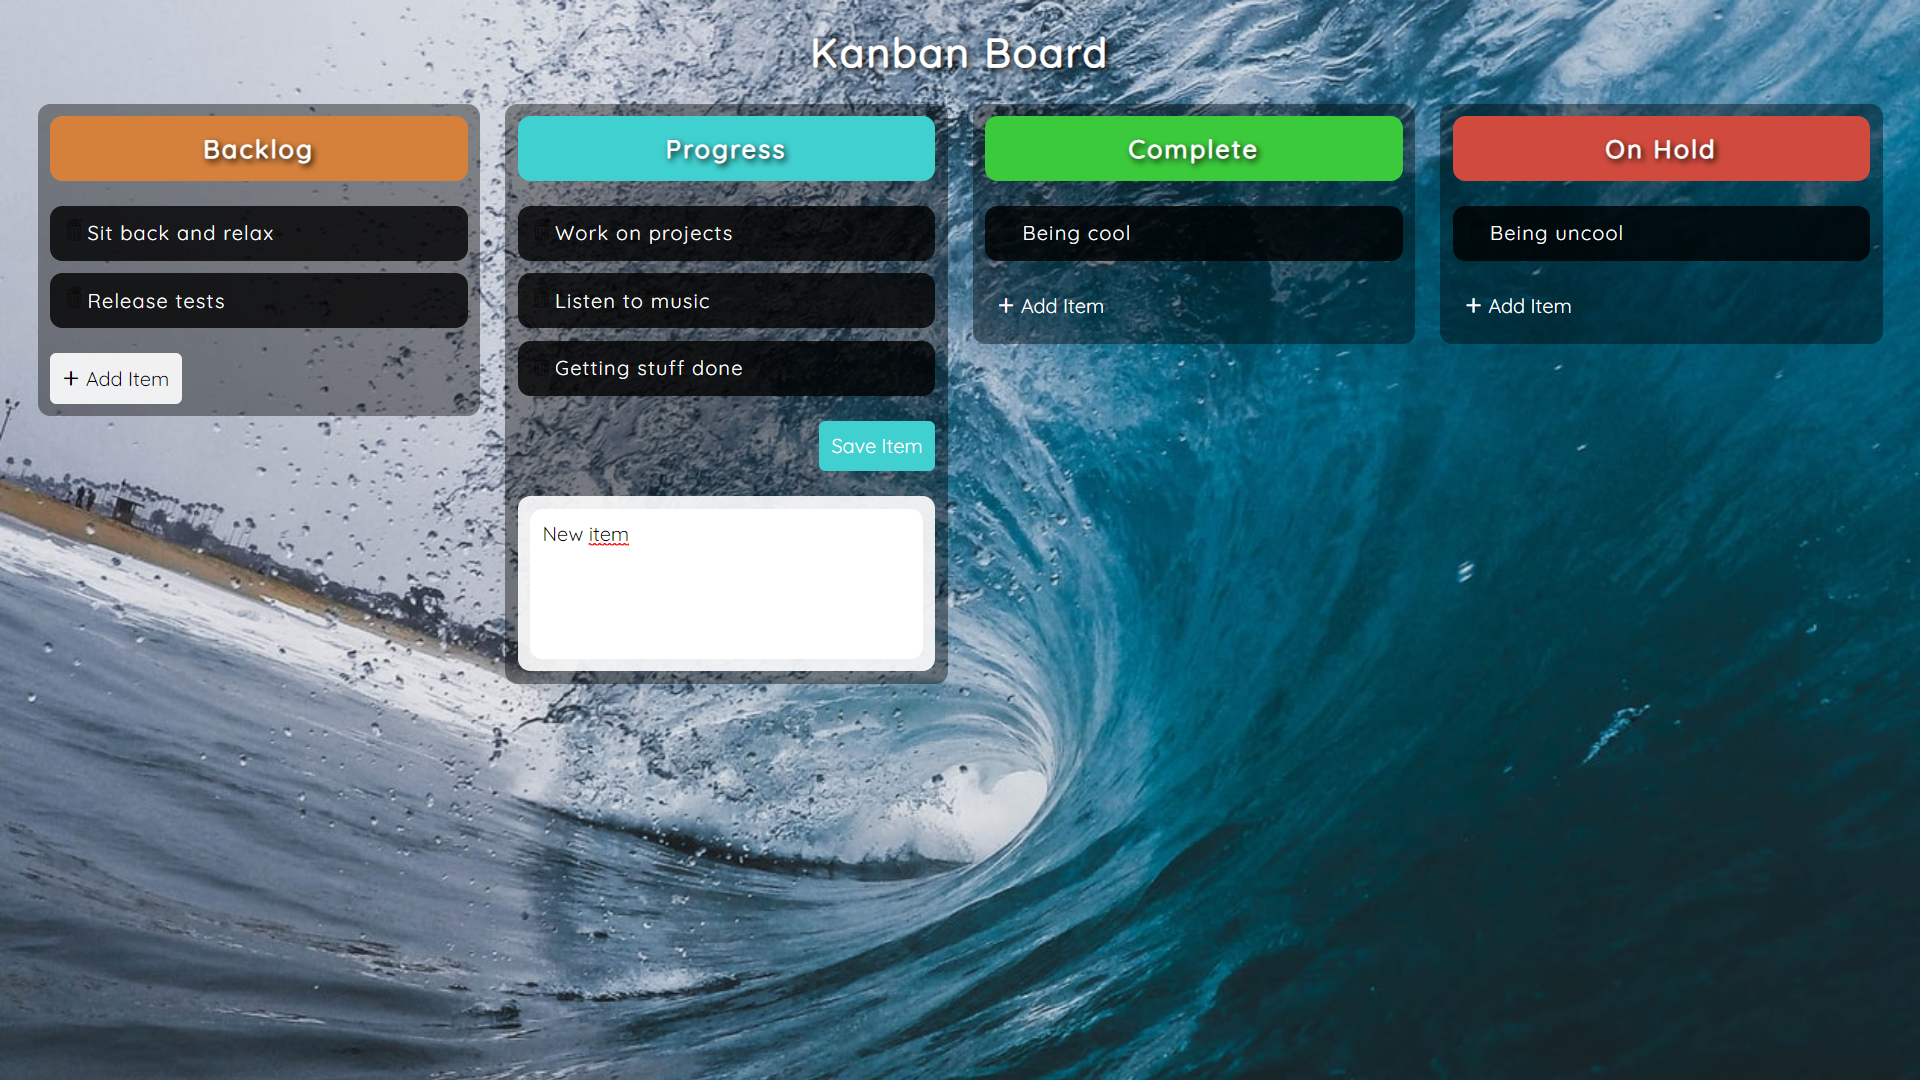 Kanban Board
Backlog
Sit back and relax
Release tests
+ Add Item
Progress
Work on projects
Listen to music
Getting stuff done
Save Item
New item
Complete
Being cool
+ Add Item
On Hold
Being uncool
+ Add Item